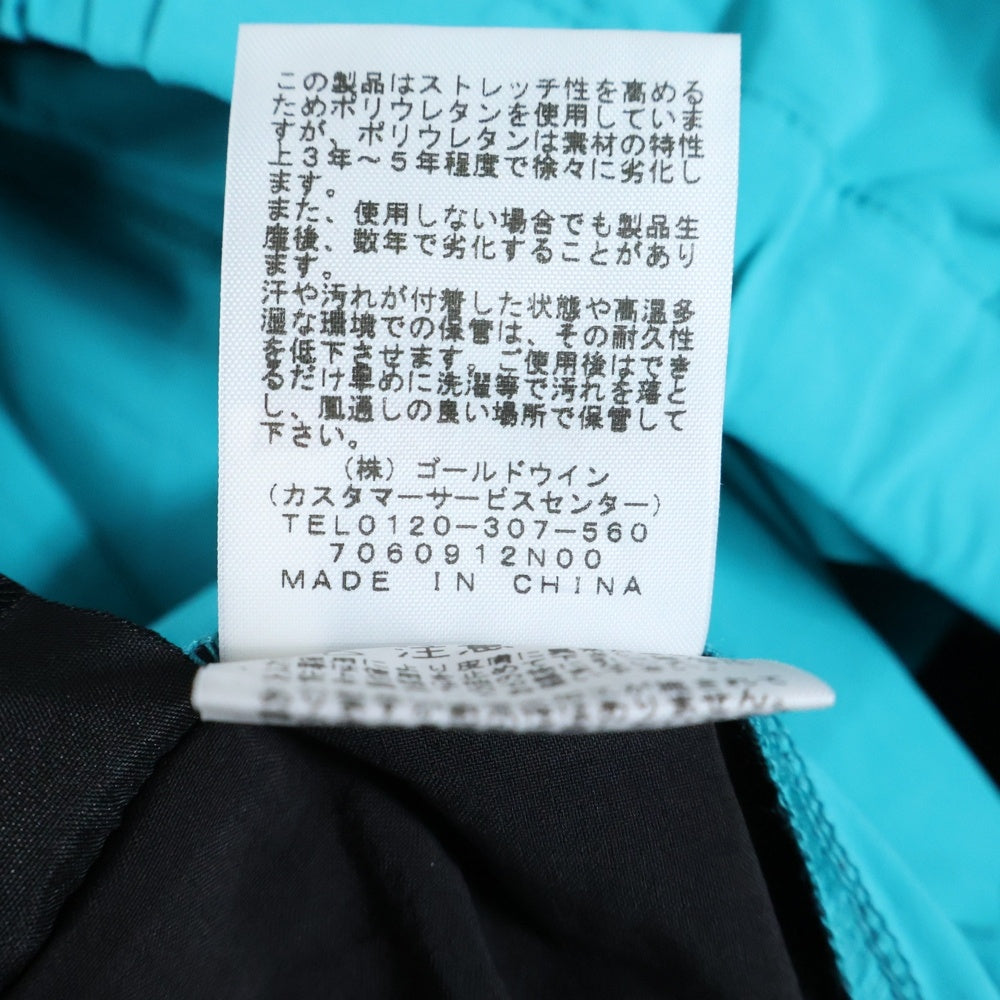 この製品はストレッチ性を高める
ためポリウレタンを使用していま
すが、ポリウレタンは素材の特性
上3年～5年程度で徐々に劣化し
ます。
また、使用しない場合でも製品生
産後、数年で劣化することがあり
ます。
汗や汚れが付着した状態や高温多
湿な環境での保管は、その耐久性
を低下させます。ご使用後はでき
るだけ早めに洗濯等で汚れを落と
し、風通しの良い場所で保管して
下さい。
(株) ゴールドウイン
(カスタマーサービスセンター)
TEL0120-307-560
7060912N00
MADE IN CHINA
注意